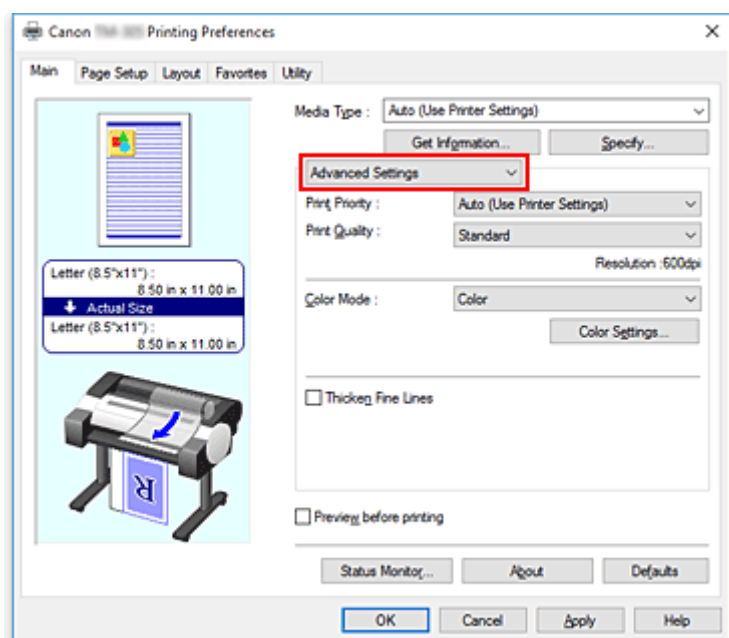 Canon Printing Preferences
Main Page Setup Layout Favorites Utility
Media Type : Auto (Use Printer Settings)
Get Information... Specify...
Advanced Settings
Print Priority : Auto (Use Printer Settings)
Print Quality : Standard
Resolution :600dpi
Letter (8.5"x11") :
8.50 in x 11.00 in
Actual Size
Letter (8.5"x11") :
8.50 in x 11.00 in
Color Mode : Color
Color Settings...
Thicken Fine Lines
R
Preview before printing
Status Monitor... About Defaults
OK Cancel Apply Help